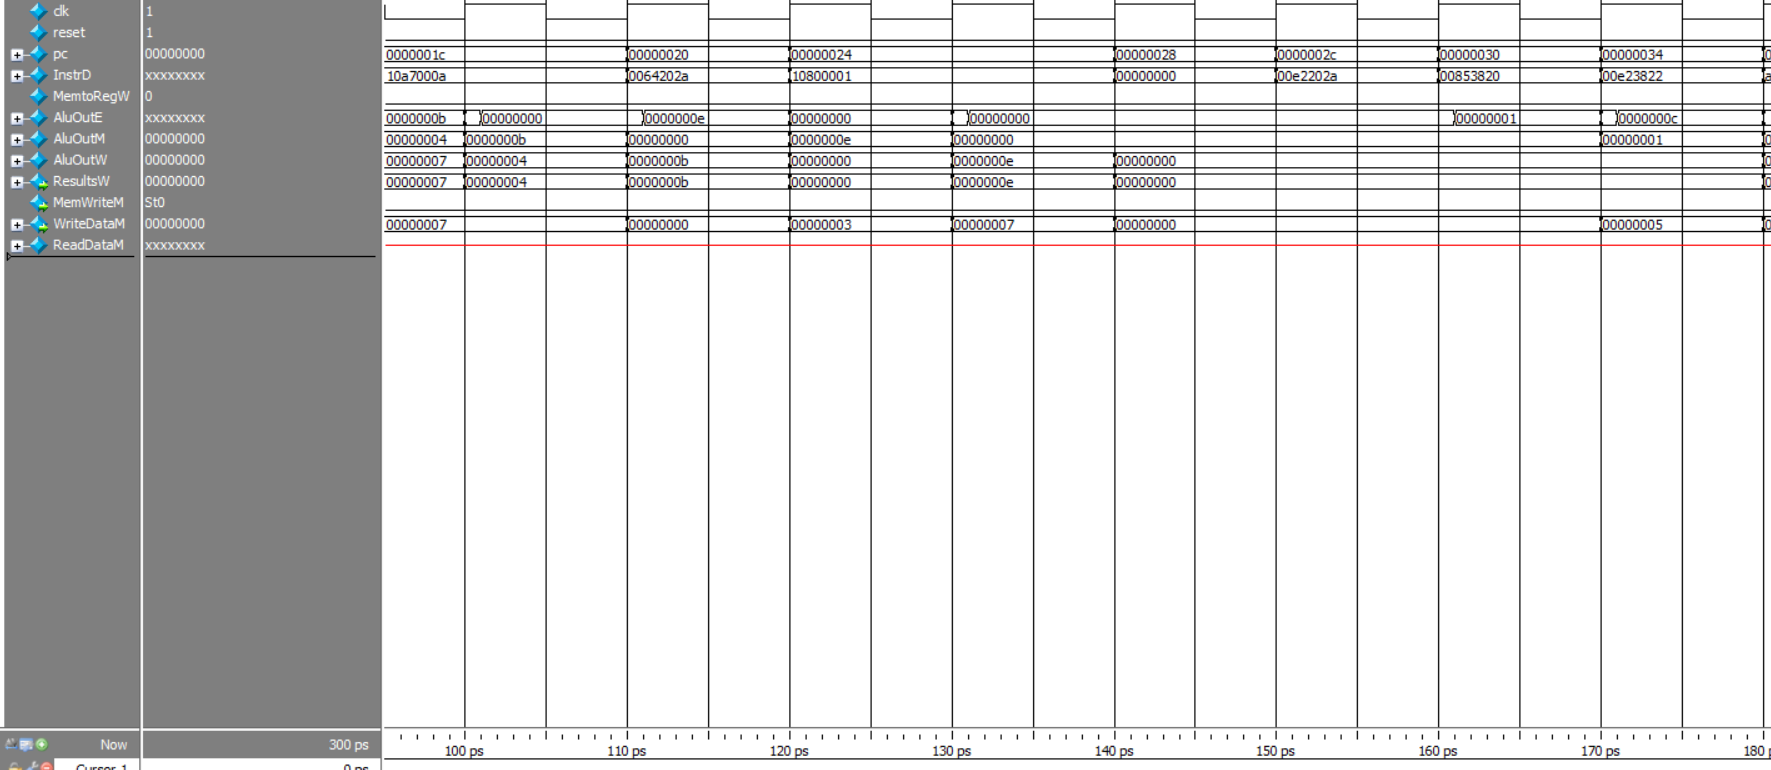 clk 1
reset 1
pc 00000000 0000001c 00000020 00000024 00000028 0000002c 00000030 00000034
InstrD xxxxxxxx 10a7000a 0064202a 10800001 00000000 00e2202a 00853820 00e23822
MemtoRegW 0
AluOutE xxxxxxxx 0000000b 00000000 0000000e 00000000 00000000 00000001 0000000c
AluOutM 00000000 00000004 0000000b 00000000 0000000e 00000000 00000001
AluOutW 00000000 00000007 00000004 0000000b 00000000 0000000e 00000000
ResultsW 00000000 00000007 00000004 0000000b 00000000 0000000e 00000000
MemWriteM St0
WriteDataM 00000000 00000007 00000000 00000003 00000007 00000000 00000005
ReadDataM xxxxxxxx
Now 300 ps 100 ps 110 ps 120 ps 130 ps 140 ps 150 ps 160 ps 170 ps 180
Cursor 1 0 ps